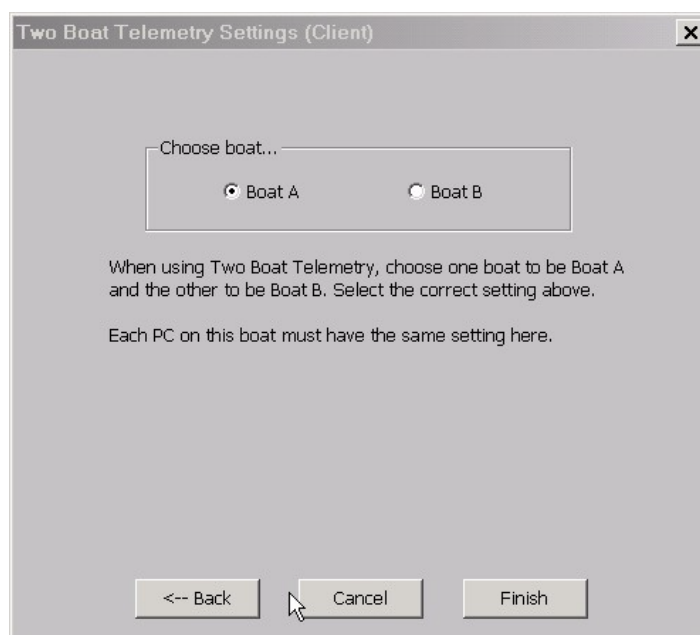 Two Boat Telemetry Settings (Client)
Choose boat...
Boat A
Boat B
When using Two Boat Telemetry, choose one boat to be Boat A
and the other to be Boat B. Select the correct setting above.
Each PC on this boat must have the same setting here.
<-- Back
Cancel
Finish